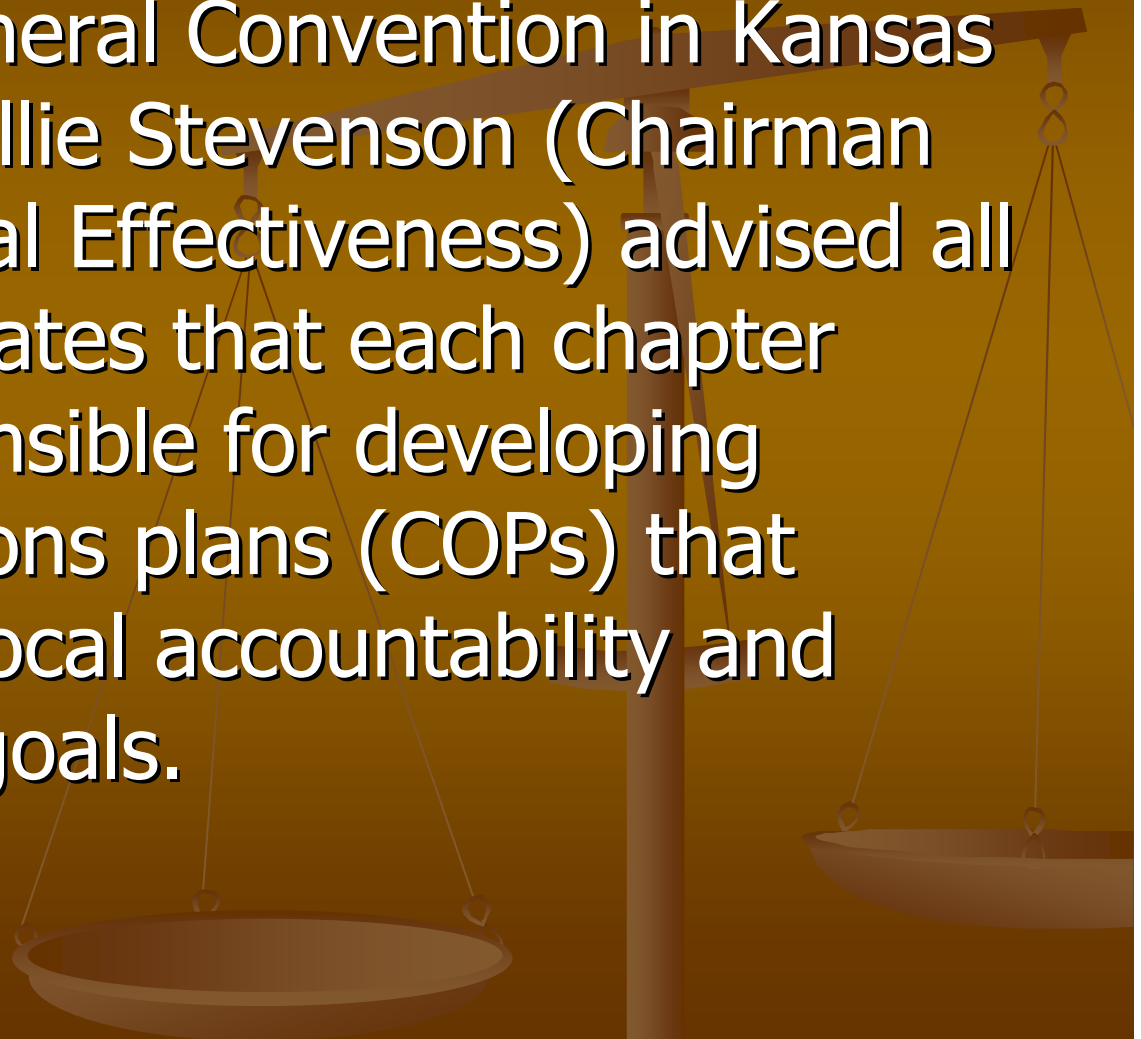 neral Convention in Kansas
llie Stevenson (Chairman
al Effectiveness) advised all
ates that each chapter
nsible for developing
ons plans (COPs) that
ocal accountability and
goals.